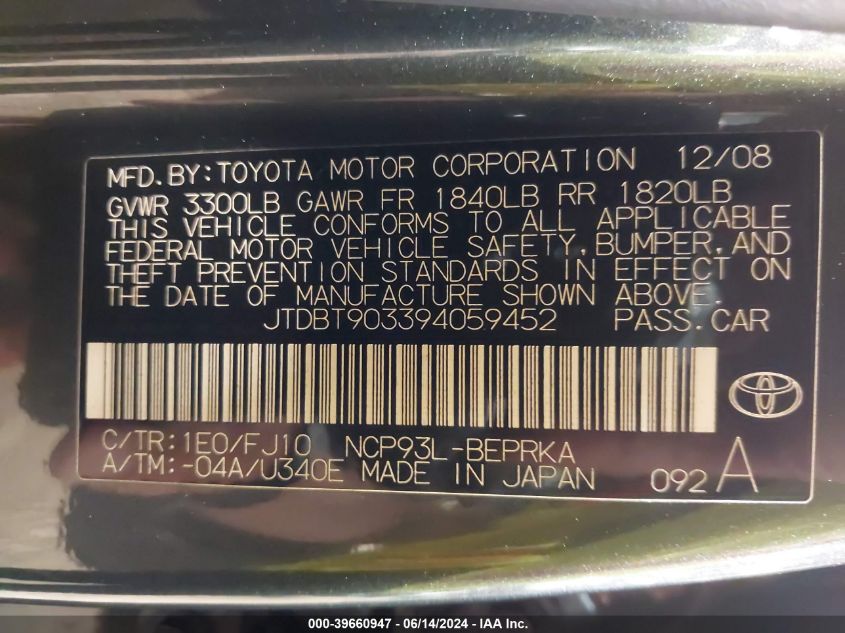 MFD.BY:TOYOTA MOTOR CORPORATION 12/08
GVWR 3300LB GAWR FR 1840LB RR 1820LB
THIS VEHICLE CONFORMS TO ALL APPLICABLE
FEDERAL MOTOR VEHICLE SAFETY,BUMPER,AND
THEFT PREVENTION STANDARDS IN EFFECT ON
THE DATE OF MANUFACTURE SHOWN ABOVE.
JTDBT903394059452 PASS.CAR
C/TR:1E0/FJ10 NCP93L-BEPRKA
A/TM:-04A/U340E MADE IN JAPAN 092 A
000-39660947 - 06/14/2024 - IAA Inc.